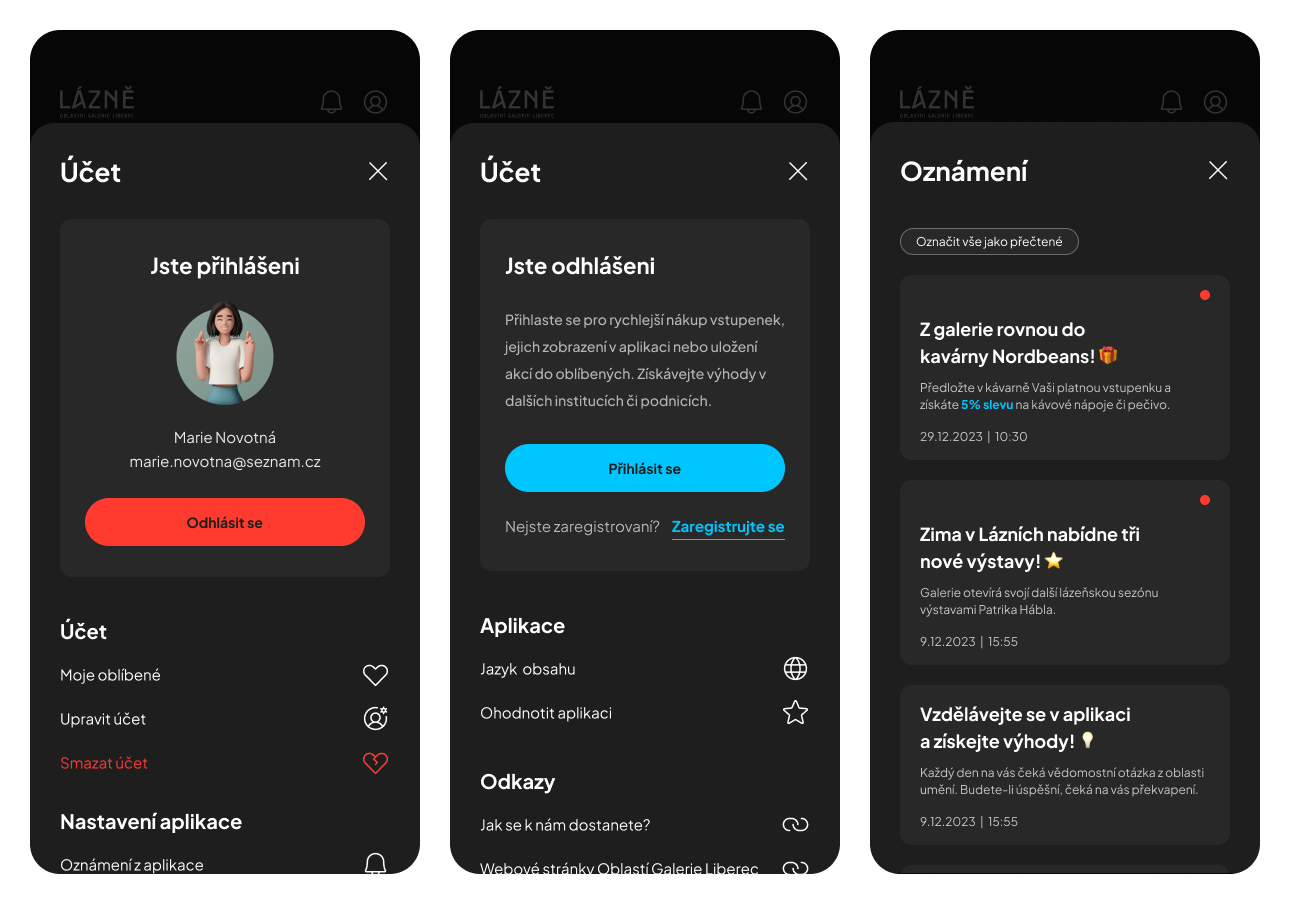 LÁZNĚ
OBLASTNÍ GALERIE LIBEREC
Účet
Jste přihlášeni
Marie Novotná
marie.novotna@seznam.cz
Odhlásit se
Účet
Moje oblíbené
Upravit účet
Smazat účet
Nastavení aplikace
Oznámení z aplikace
LÁZNĚ
OBLASTNÍ GALERIE LIBEREC
Účet
Jste odhlášeni
Přihlaste se pro rychlejší nákup vstupenek,
jejich zobrazení v aplikaci nebo uložení
akcí do oblíbených. Získávejte výhody v
dalších institucích či podnicích.
Přihlásit se
Nejste zaregistrovaní? Zaregistrujte se
Aplikace
Jazyk obsahu
Ohodnotit aplikaci
Odkazy
Jak se k nám dostanete?
Webové stránky Oblastí Galerie Liberec
LÁZNĚ
OBLASTNÍ GALERIE LIBEREC
Oznámení
Označit vše jako přečtené
Z galerie rovnou do
kavárny Nordbeans! 🎁
Předložte v kávarně Vaši platnou vstupenku a
získáte 5% slevu na kávové nápoje či pečivo.
29.12.2023 | 10:30
Zima v Lázních nabídne tři
nové výstavy! ⭐
Galerie otevírá svojí další lázeňskou sezónu
výstavami Patrika Hábla.
9.12.2023 | 15:55
Vzdělávejte se v aplikaci
a získejte výhody! 💡
Každý den na vás čeká vědomostní otázka z oblasti
umění. Budete-li úspěšní, čeká na vás překvapení.
9.12.2023 | 15:55